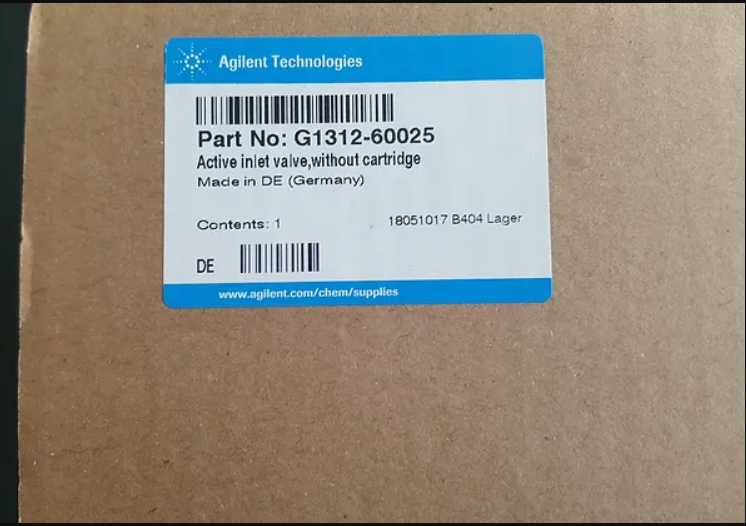 Agilent Technologies
Part No: G1312-60025
Active inlet valve,without cartridge
Made in DE (Germany)
Contents: 1 18051017 B404 Lager
DE
www.agilent.com/chem/supplies